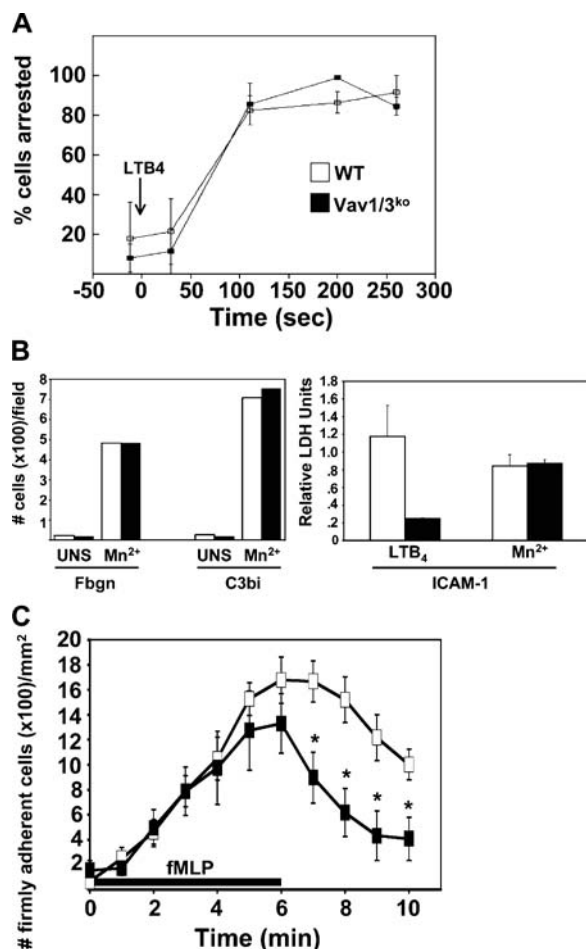 A
% cells arrested
100
80
60
40
20
LTB4
WT
Vav1/3ᵏᵒ
-50 0 50 100 150 200 250 300
Time (sec)
B
# cells (x100)/field
8
7
6
5
4
3
2
1
UNS Mn²⁺ UNS Mn²⁺
Fbgn C3bi
Relative LDH Units
1.8
1.6
1.4
1.2
1.0
.8
.6
.4
.2
0
LTB₄ Mn²⁺
ICAM-1
C
# firmly adherent cells (x100)/mm²
20
18
16
14
12
10
8
6
4
2
* * * *
fMLP
0 2 4 6 8 10
Time (min)